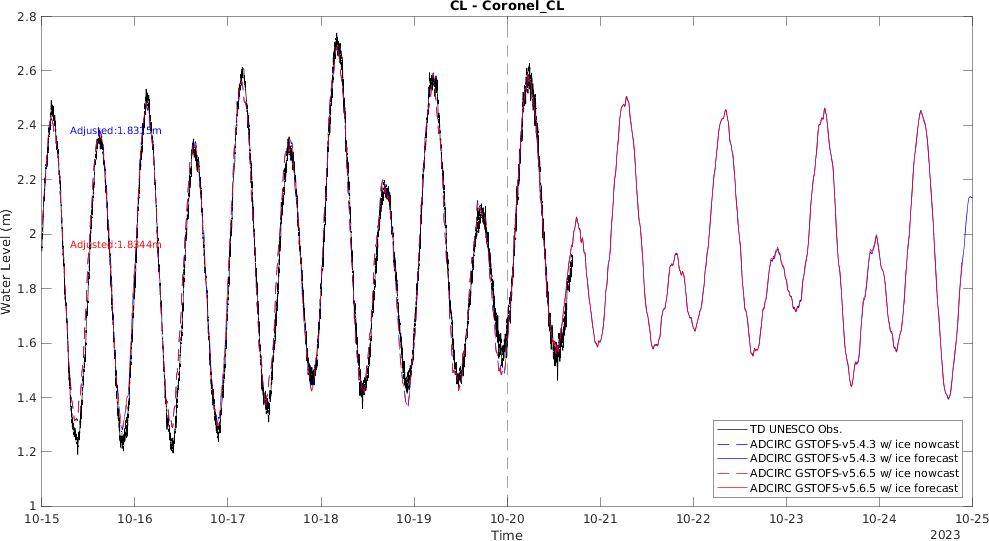 CL - Coronel_CL
2.8
2.6
2.4
2.2
2
1.8
1.6
1.4
1.2
1
Water Level (m)
Adjusted:1.8315m
Adjusted:1.8344m
TD UNESCO Obs.
ADCIRC GSTOFS-v5.4.3 w/ ice nowcast
ADCIRC GSTOFS-v5.4.3 w/ ice forecast
ADCIRC GSTOFS-v5.6.5 w/ ice nowcast
ADCIRC GSTOFS-v5.6.5 w/ ice forecast
10-15 10-16 10-17 10-18 10-19 10-20 10-21 10-22 10-23 10-24 10-25
Time
2023